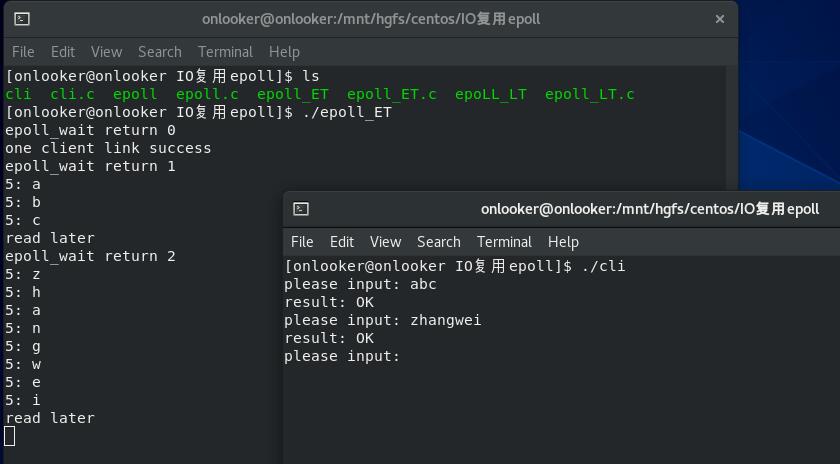 onlooker@onlooker:/mnt/hgfs/centos/IO复用epoll
File Edit View Search Terminal Help
[onlooker@onlooker IO复用epoll]$ ls
cli cli.c epoll epoll.c epoll_ET epoll_ET.c epoLL_LT epoll_LT.c
[onlooker@onlooker IO复用epoll]$ ./epoll_ET
epoll_wait return 0
one client link success
epoll_wait return 1
5: a
5: b
5: c
read later
epoll_wait return 2
5: z
5: h
5: a
5: n
5: g
5: w
5: e
5: i
read later
onlooker@onlooker:/mnt/hgfs/centos/IO复用epoll
File Edit View Search Terminal Help
[onlooker@onlooker IO复用epoll]$ ./cli
please input: abc
result: OK
please input: zhangwei
result: OK
please input: